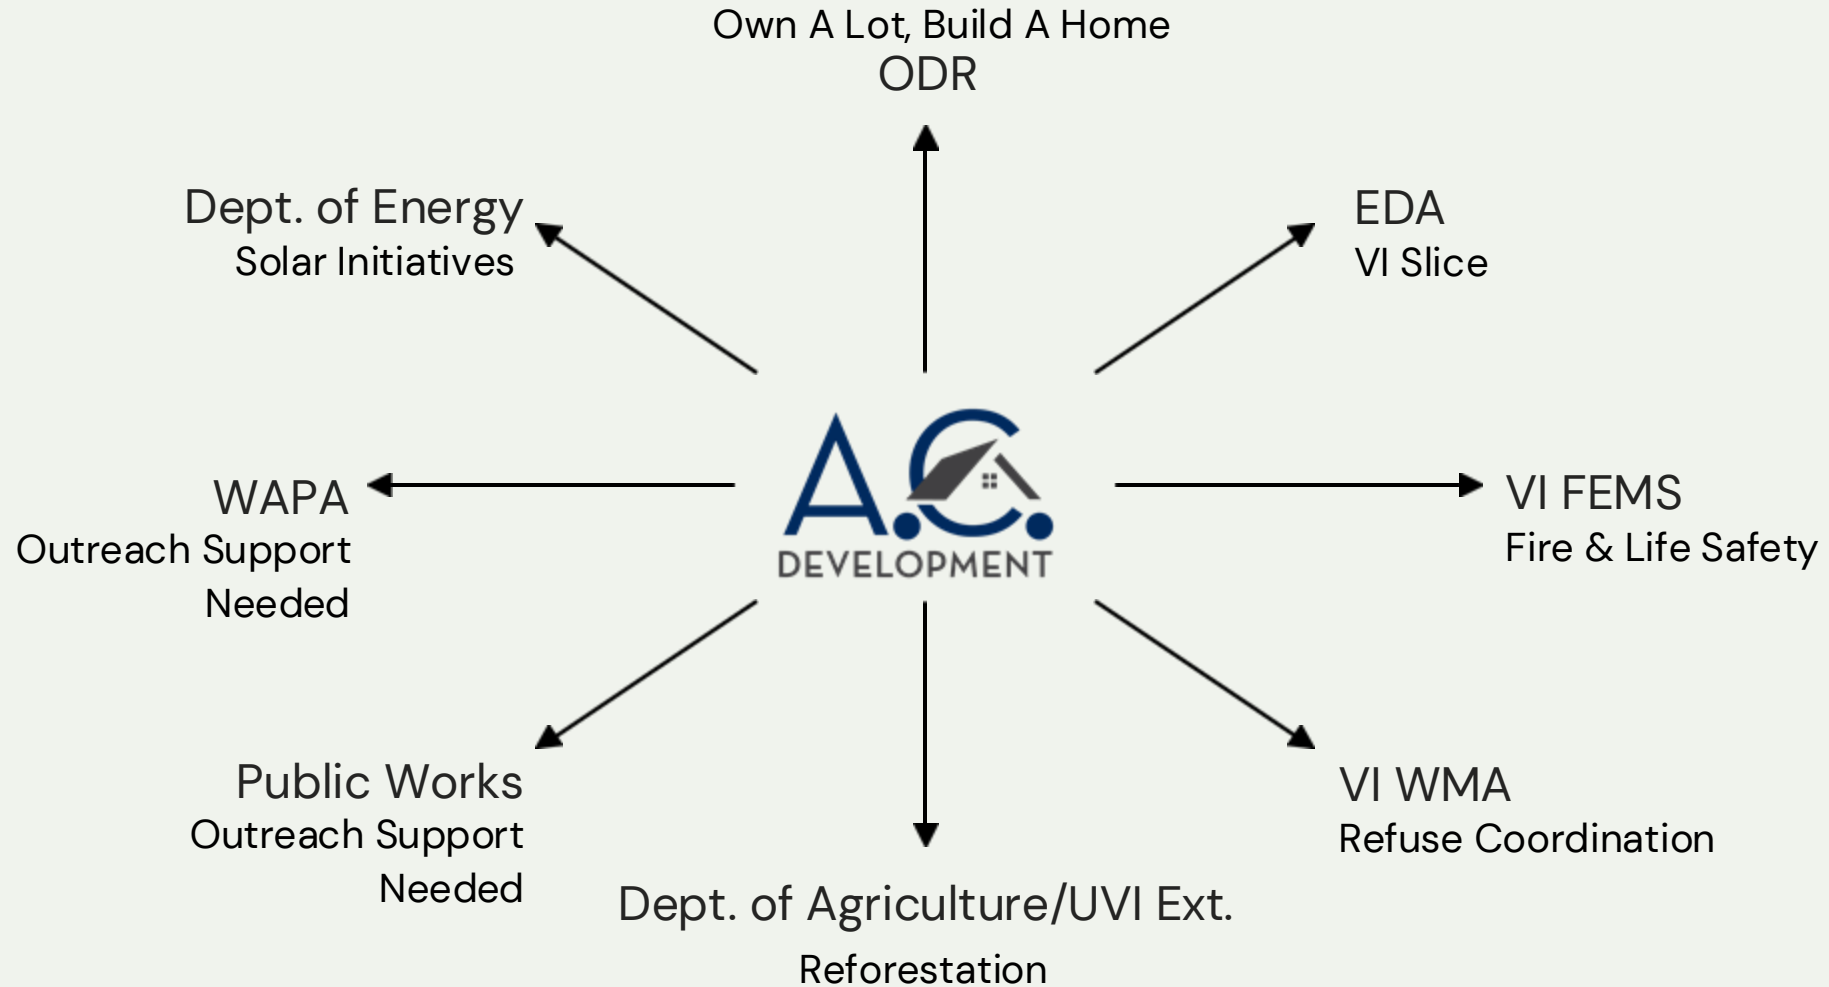 Own A Lot, Build A Home
ODR
Dept. of Energy
Solar Initiatives
EDA
VI Slice
WAPA
Outreach Support
Needed
A.C.
DEVELOPMENT
VI FEMS
Fire & Life Safety
Public Works
Outreach Support
Needed
VI WMA
Refuse Coordination
Dept. of Agriculture/UVI Ext.
Reforestation